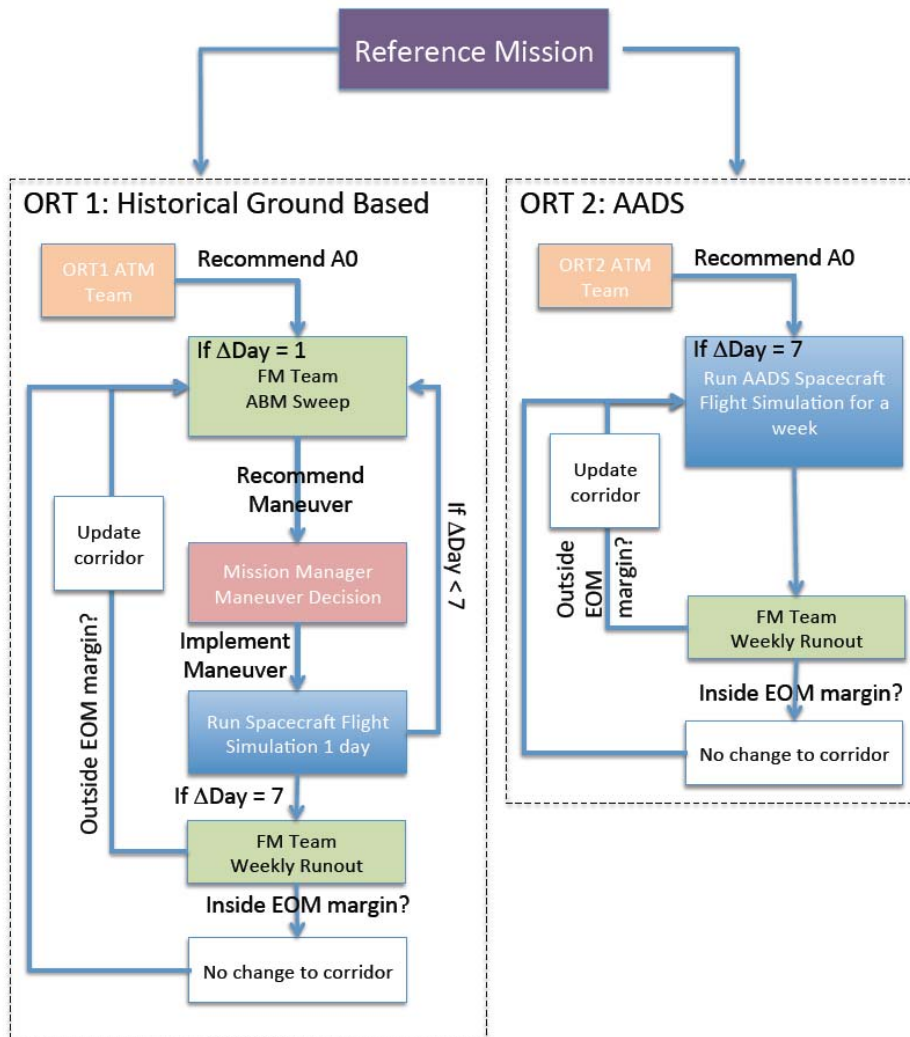 Reference Mission
ORT 1: Historical Ground Based
ORT1 ATM
Team
Recommend A0
If ΔDay = 1
FM Team
ABM Sweep
Recommend
Maneuver
Update
corridor
If ΔDay < 7
Mission Manager
Maneuver Decision
Implement
Maneuver
Outside EOM margin?
Run Spacecraft Flight
Simulation 1 day
If ΔDay = 7
FM Team
Weekly Runout
Inside EOM margin?
No change to corridor
ORT 2: AADS
ORT2 ATM
Team
Recommend A0
If ΔDay = 7
Run AADS Spacecraft
Flight Simulation for a
week
Update
corridor
Outside
EOM
margin?
FM Team
Weekly Runout
Inside EOM margin?
No change to corridor